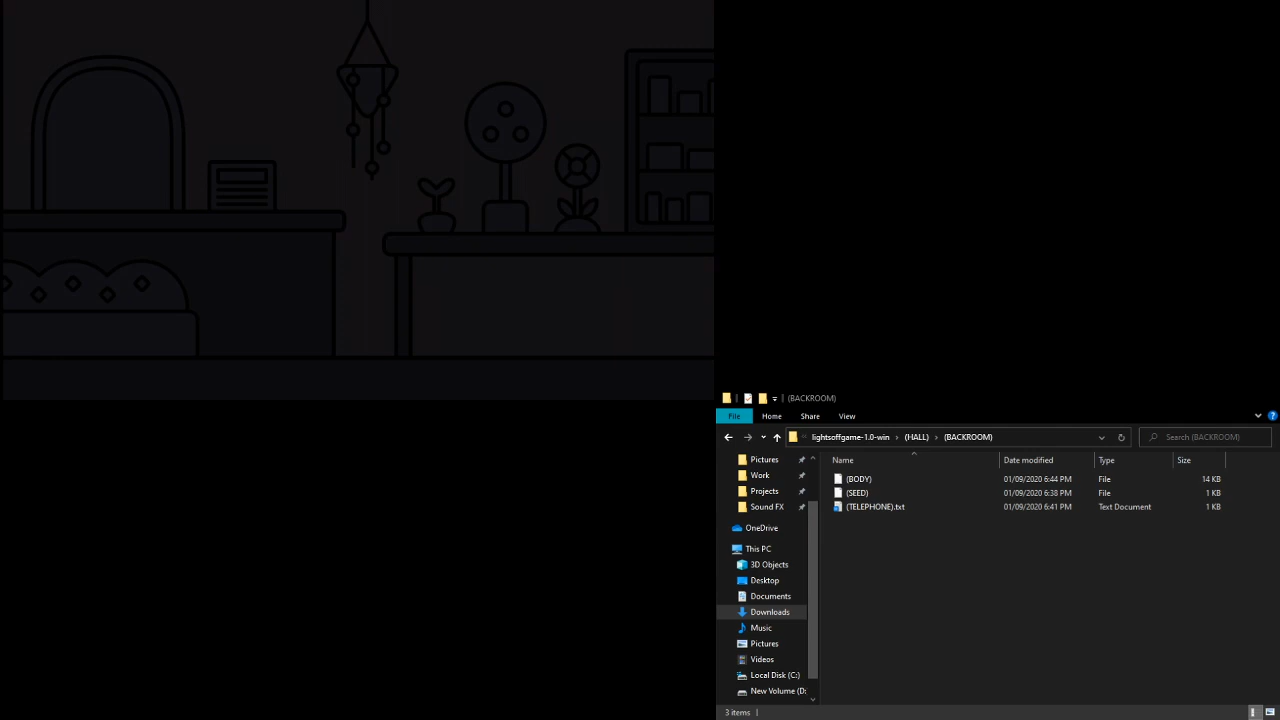 (BACKROOM)
File Home Share View
lightsoffgame-1.0-win (HALL) (BACKROOM) Search (BACKROOM)
Name Date modified Type Size
Pictures
Work
Projects
Sound FX
OneDrive
This PC
3D Objects
Desktop
Documents
Downloads
Music
Pictures
Videos
Local Disk (C:)
New Volume (D:
(BODY) 01/09/2020 6:44 PM File 14 KB
(SEED) 01/09/2020 6:38 PM File 1 KB
(TELEPHONE).txt 01/09/2020 6:41 PM Text Document 1 KB
3 items